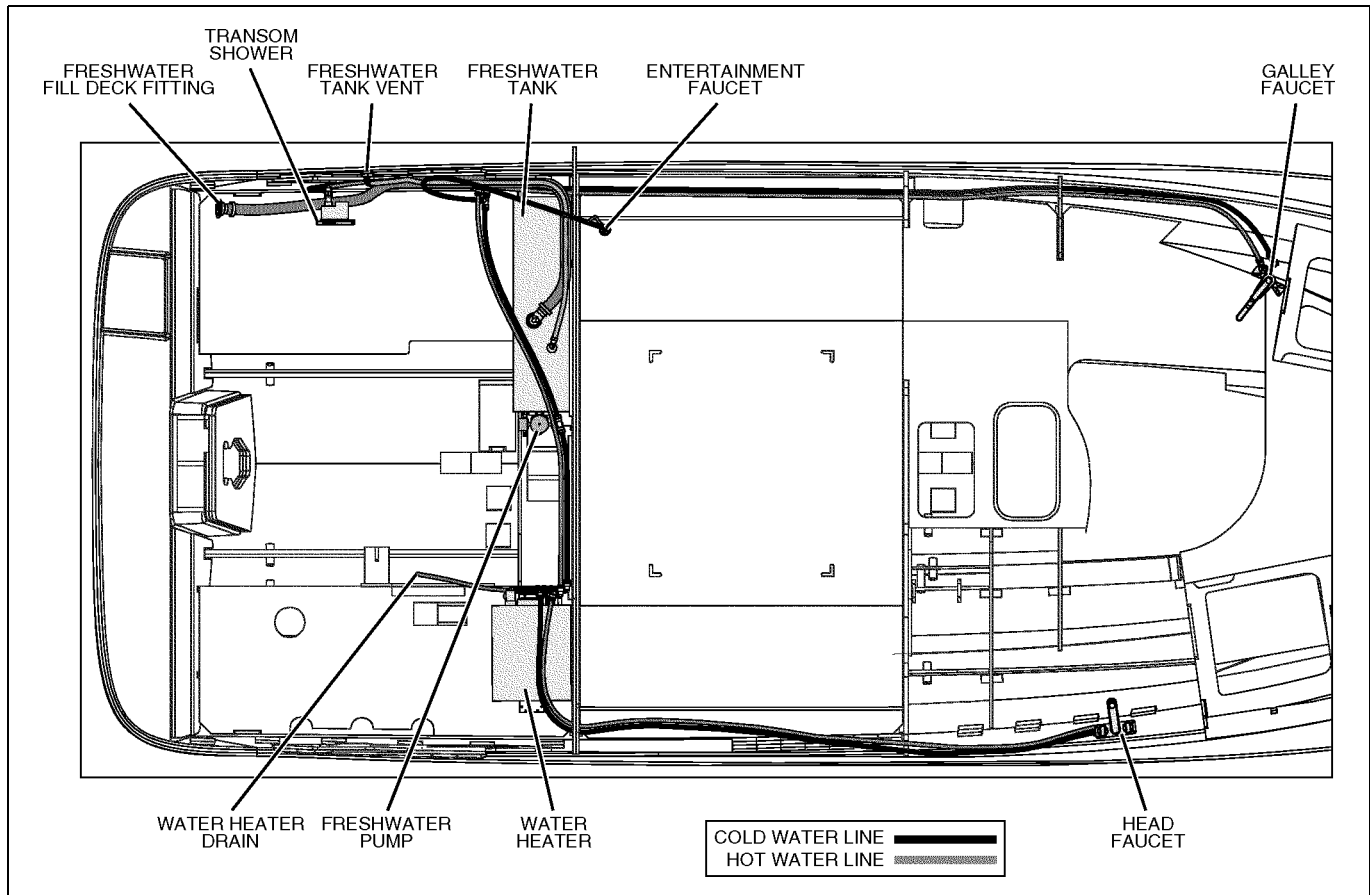 TRANSOM
SHOWER
FRESHWATER
FILL DECK FITTING
FRESHWATER
TANK VENT
FRESHWATER
TANK
ENTERTAINMENT
FAUCET
GALLEY
FAUCET
WATER HEATER
DRAIN
FRESHWATER
PUMP
WATER
HEATER
COLD WATER LINE
HOT WATER LINE
HEAD
FAUCET